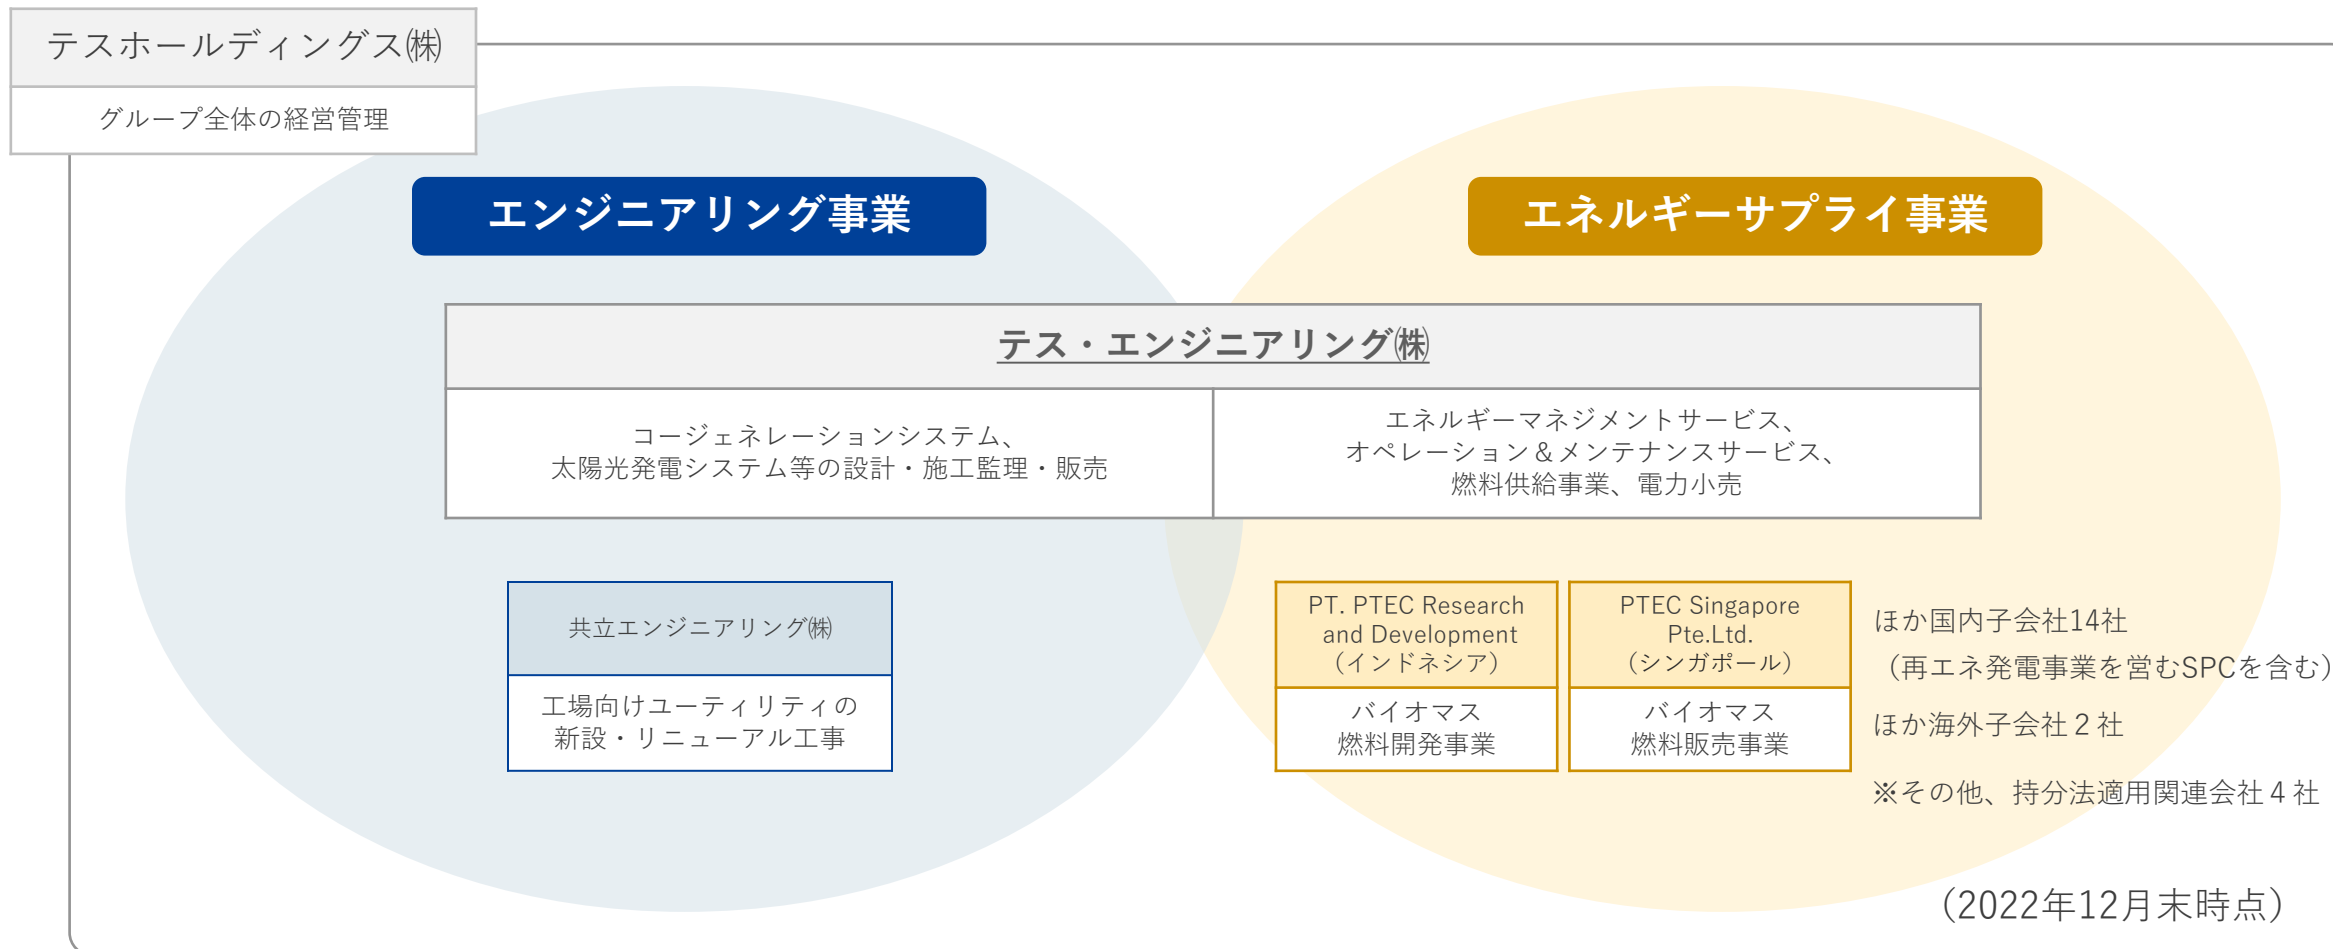 テスホールディングス㈱
グループ全体の経営管理
エンジニアリング事業
エネルギーサプライ事業
テス・エンジニアリング㈱
コージェネレーションシステム、
太陽光発電システム等の設計・施工監理・販売
エネルギーマネジメントサービス、
オペレーション＆メンテナンスサービス、
燃料供給事業、電力小売
共立エンジニアリング㈱
工場向けユーティリティの
新設・リニューアル工事
PT. PTEC Research
and Development
（インドネシア）
バイオマス
燃料開発事業
PTEC Singapore
Pte.Ltd.
（シンガポール）
バイオマス
燃料販売事業
ほか国内子会社14社
（再エネ発電事業を営むSPCを含む）
ほか海外子会社２社
※その他、持分法適用関連会社４社
（2022年12月末時点）